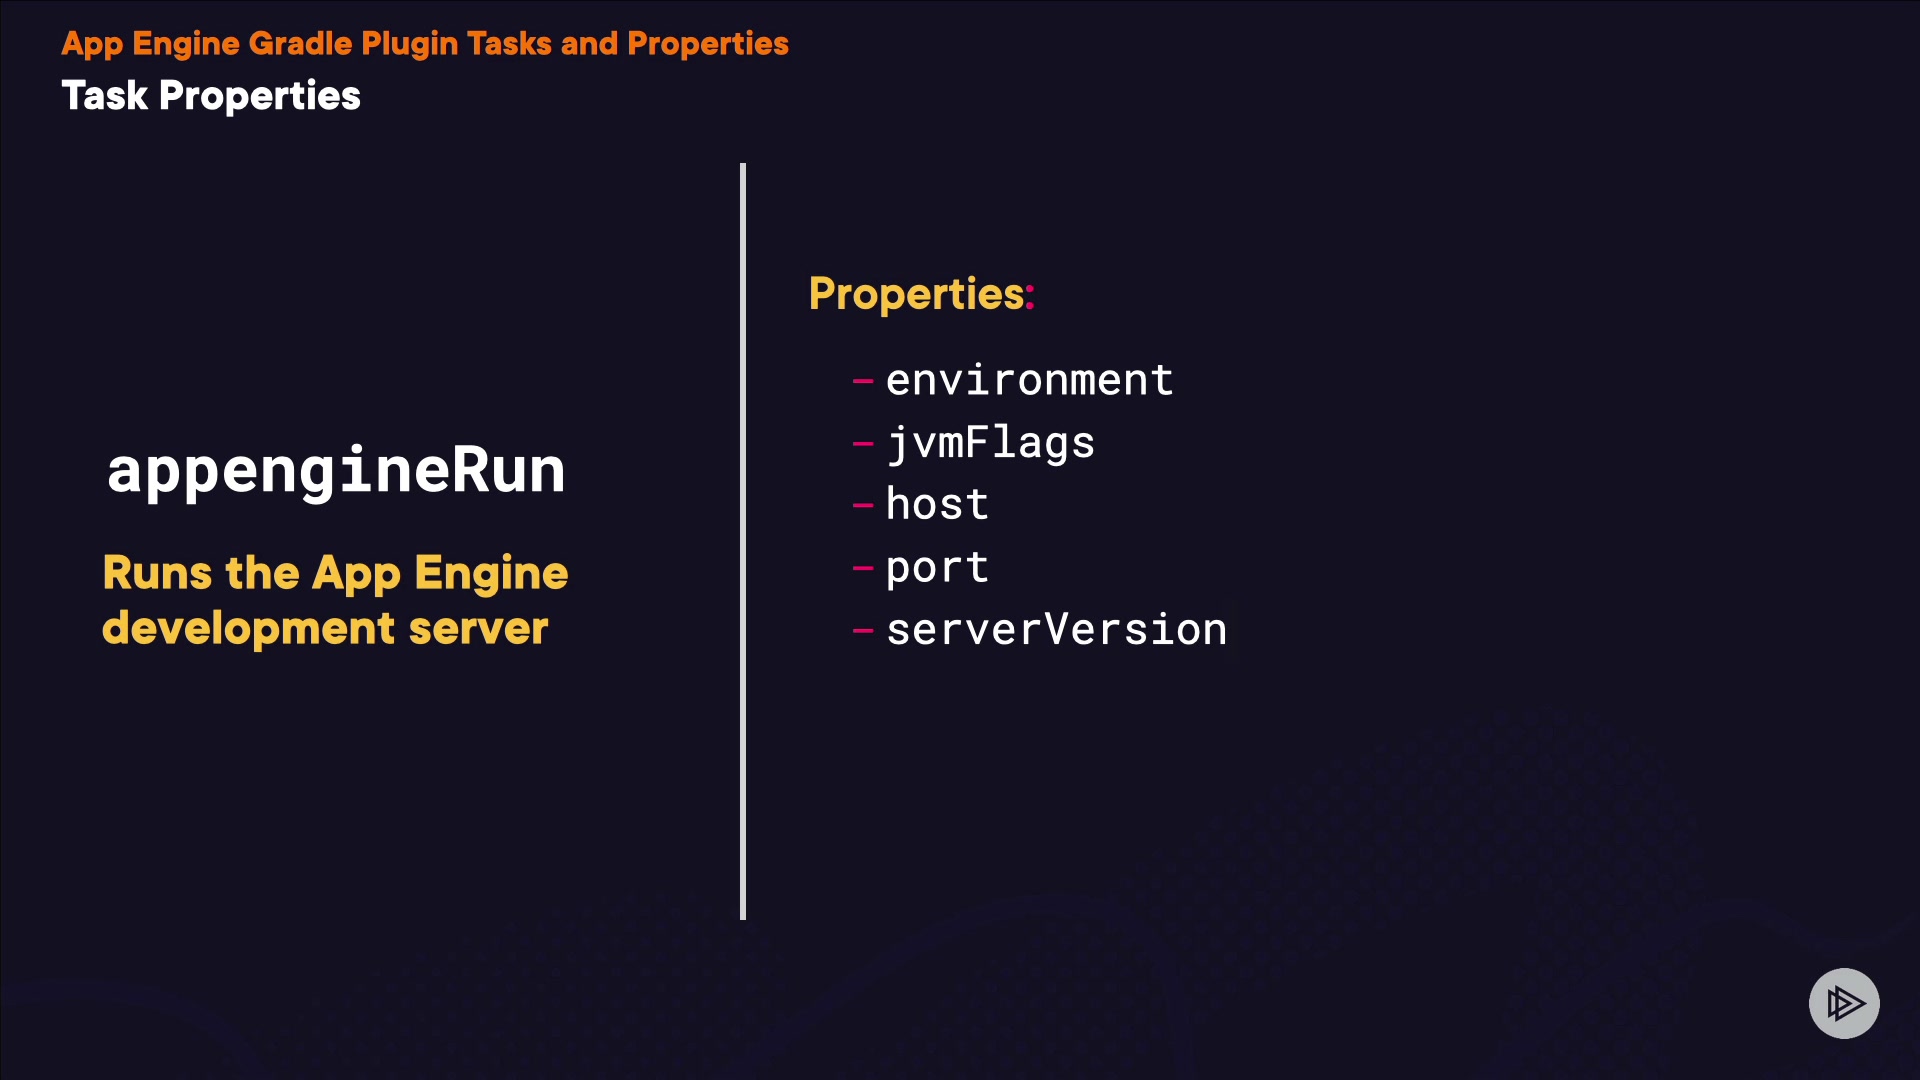 App Engine Gradle Plugin Tasks and Properties
Task Properties
appengineRun
Runs the App Engine
development server
Properties:
– environment
– jvmFlags
– host
– port
– serverVersion